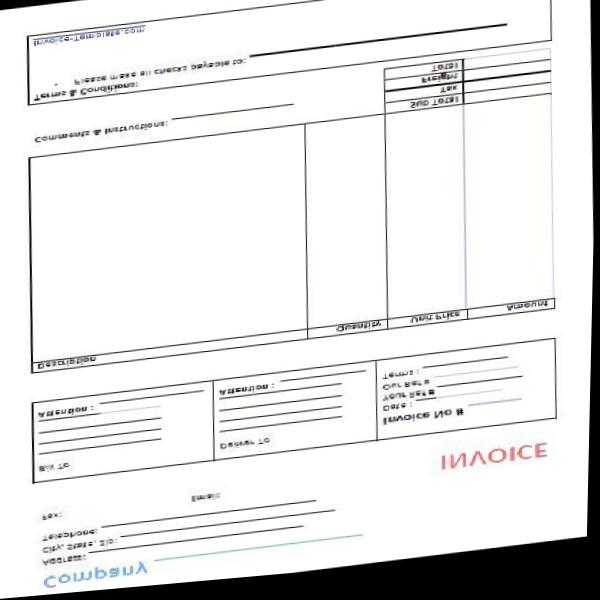 Company
Address:
City, State, Zip:
Telephone:
Fax: Email:
INVOICE
Bill To
Attention :
Deliver To
Attention :
Invoice No #
Date :
Your Ref #
Our Ref #
Terms :
Description Quantity Unit Price Amount
Sub Total
Tax
Freight
Total
Comments & Instructions:
Terms & Conditions:
Please make all checks payable to:
Invoice-Template.com